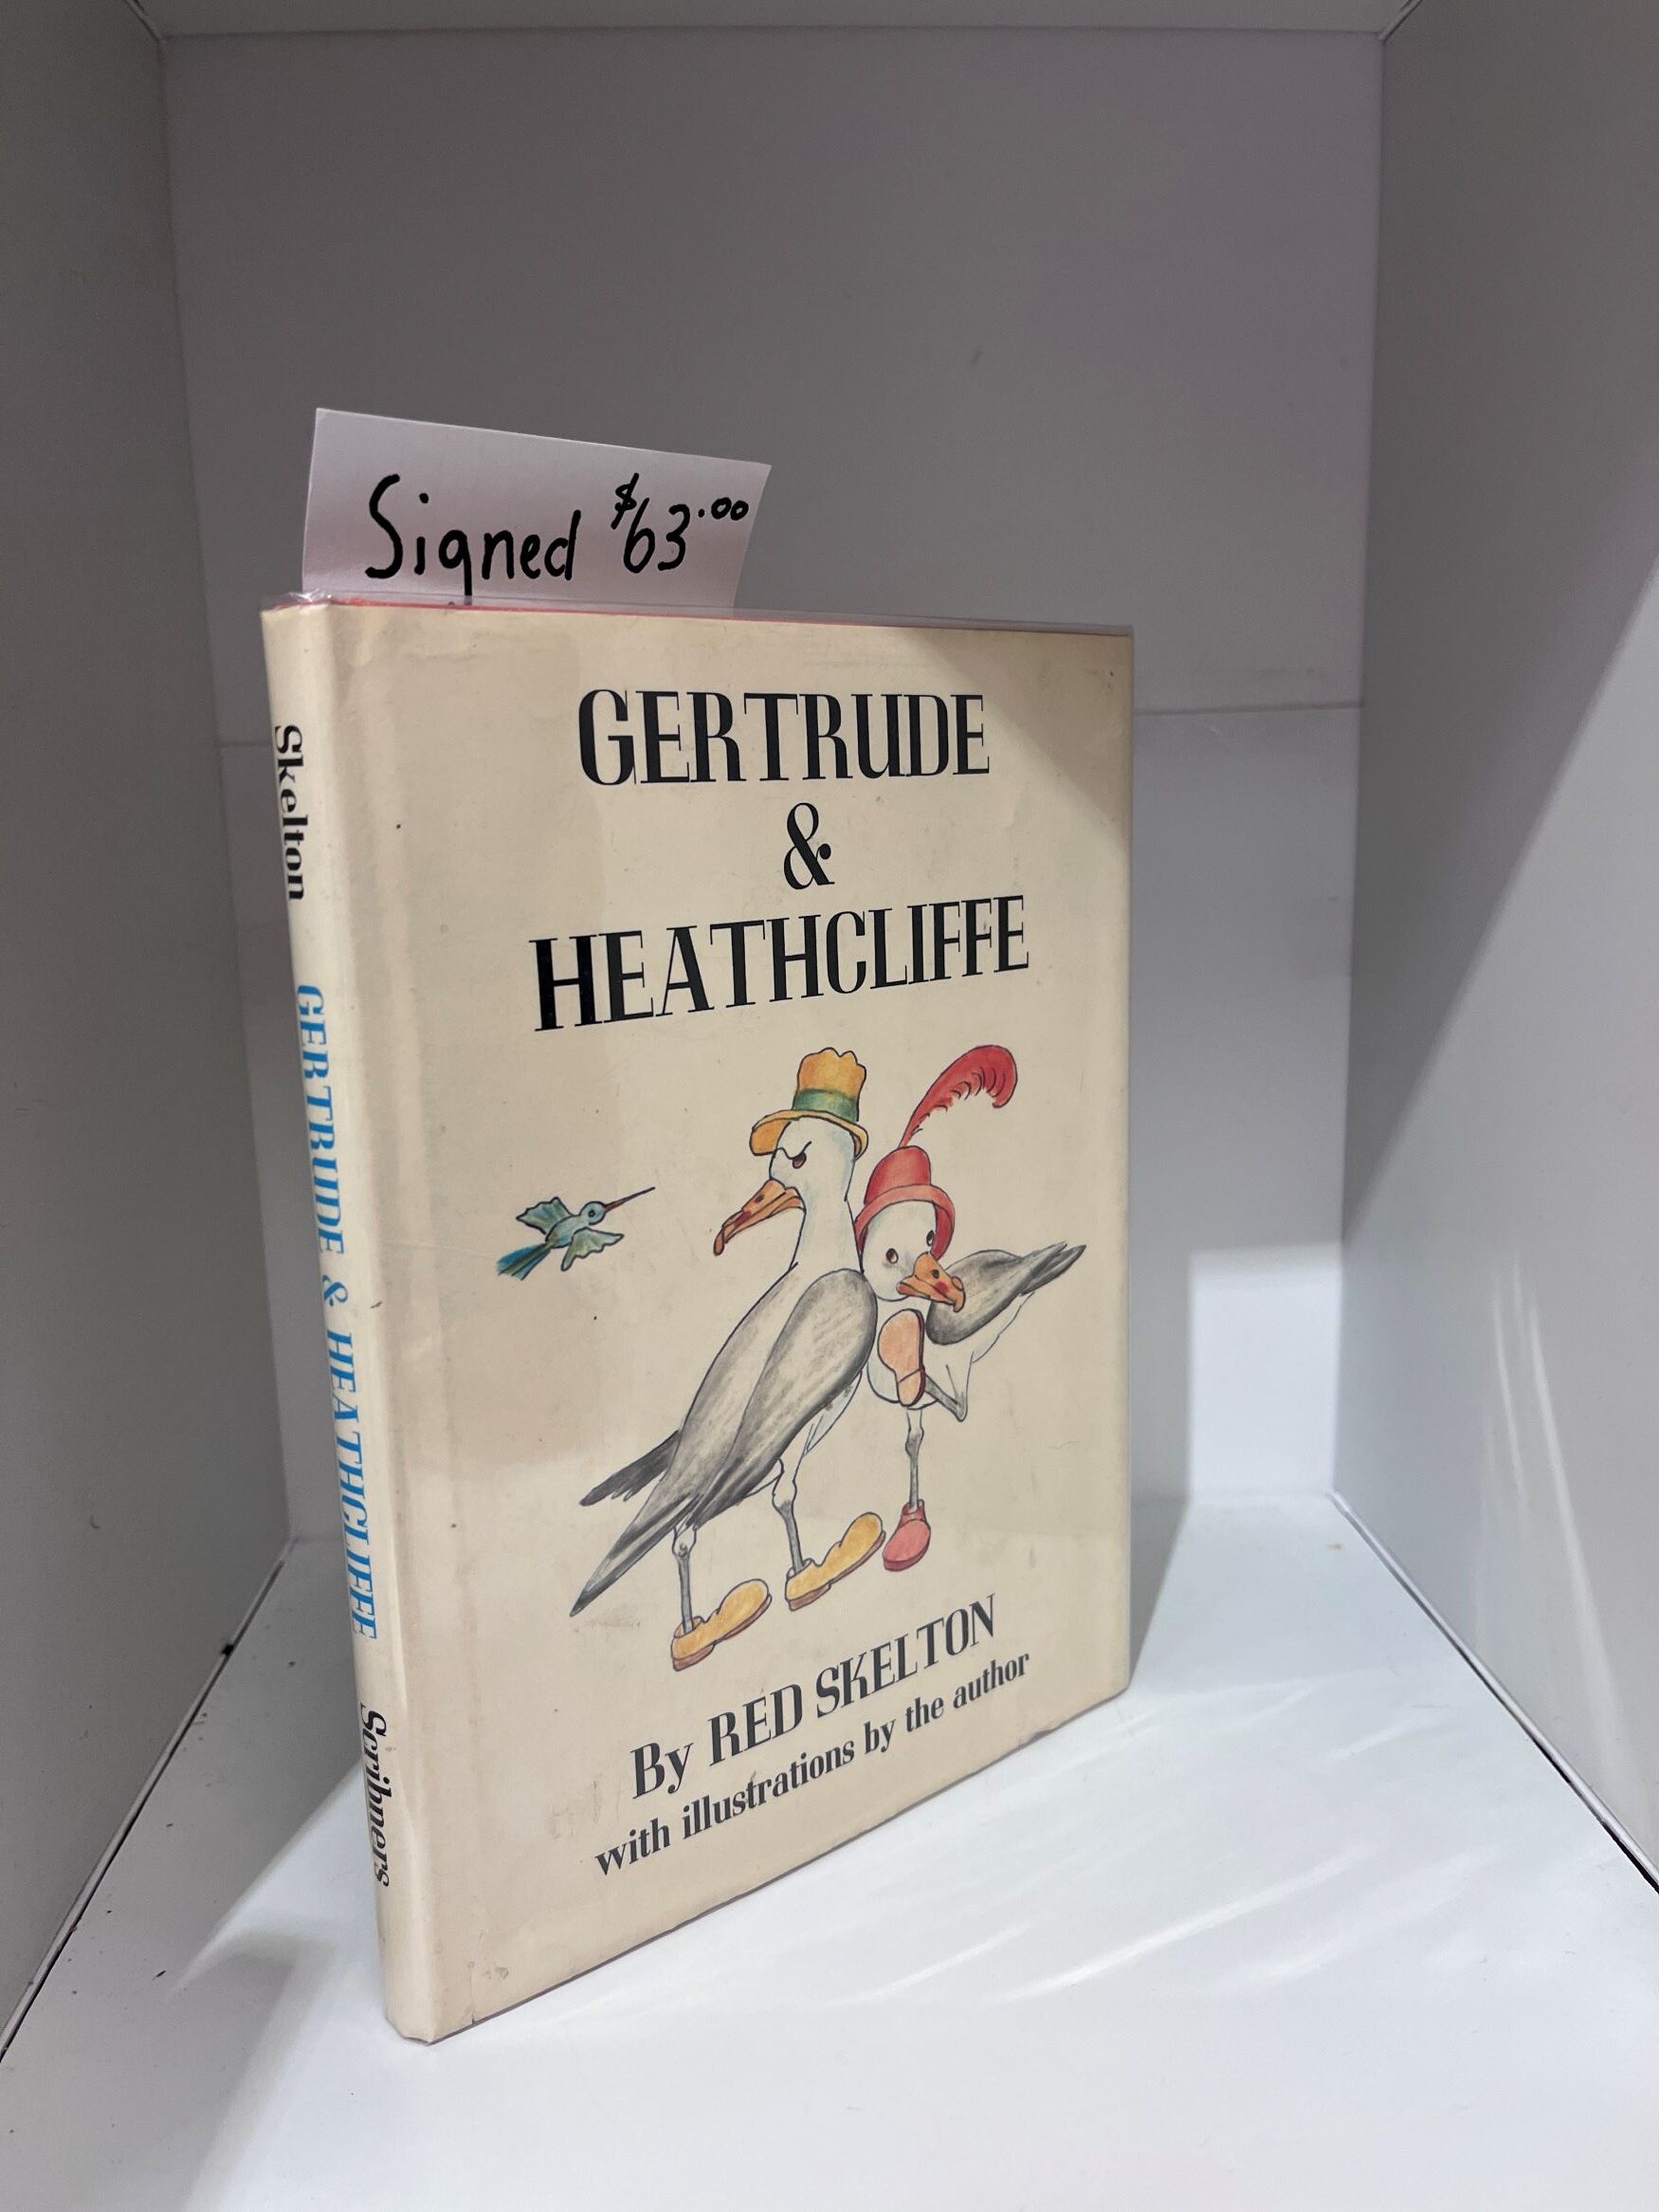 Signed $63.00
GERTRUDE
&
HEATHCLIFFE
By RED SKELTON
with illustrations by the author
Skelton GERTRUDE & HEATHCLIFFE Scribners